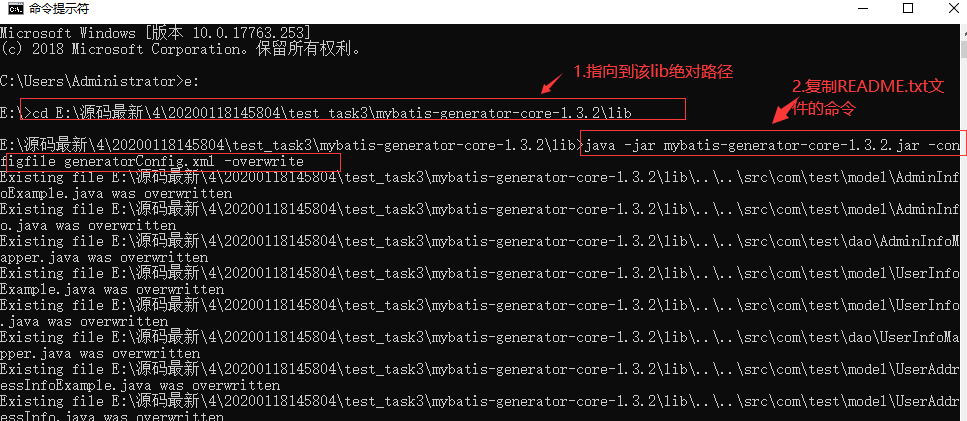 命令提示符
Microsoft Windows [版本 10.0.17763.253]
(c) 2018 Microsoft Corporation。保留所有权利。
C:\Users\Administrator>e:
1.指向到该lib绝对路径
E:\>cd E:\源码最新\4\20200118145804\test_task3\mybatis-generator-core-1.3.2\lib
2.复制README.txt文
件的命令
E:\源码最新\4\20200118145804\test_task3\mybatis-generator-core-1.3.2\lib>java -jar mybatis-generator-core-1.3.2.jar -con
figfile generatorConfig.xml -overwrite
Existing file E:\源码最新\4\20200118145804\test_task3\mybatis-generator-core-1.3.2\lib\..\..\src\com\test\model\AdminInf
oExample.java was overwritten
Existing file E:\源码最新\4\20200118145804\test_task3\mybatis-generator-core-1.3.2\lib\..\..\src\com\test\model\AdminInf
o.java was overwritten
Existing file E:\源码最新\4\20200118145804\test_task3\mybatis-generator-core-1.3.2\lib\..\..\src\com\test\dao\AdminInfoM
apper.java was overwritten
Existing file E:\源码最新\4\20200118145804\test_task3\mybatis-generator-core-1.3.2\lib\..\..\src\com\test\model\UserInfo
Example.java was overwritten
Existing file E:\源码最新\4\20200118145804\test_task3\mybatis-generator-core-1.3.2\lib\..\..\src\com\test\model\UserInfo
.java was overwritten
Existing file E:\源码最新\4\20200118145804\test_task3\mybatis-generator-core-1.3.2\lib\..\..\src\com\test\dao\UserInfoMa
pper.java was overwritten
Existing file E:\源码最新\4\20200118145804\test_task3\mybatis-generator-core-1.3.2\lib\..\..\src\com\test\model\UserAddr
essInfoExample.java was overwritten
Existing file E:\源码最新\4\20200118145804\test_task3\mybatis-generator-core-1.3.2\lib\..\..\src\com\test\model\UserAddr
essInfo.java was overwritten